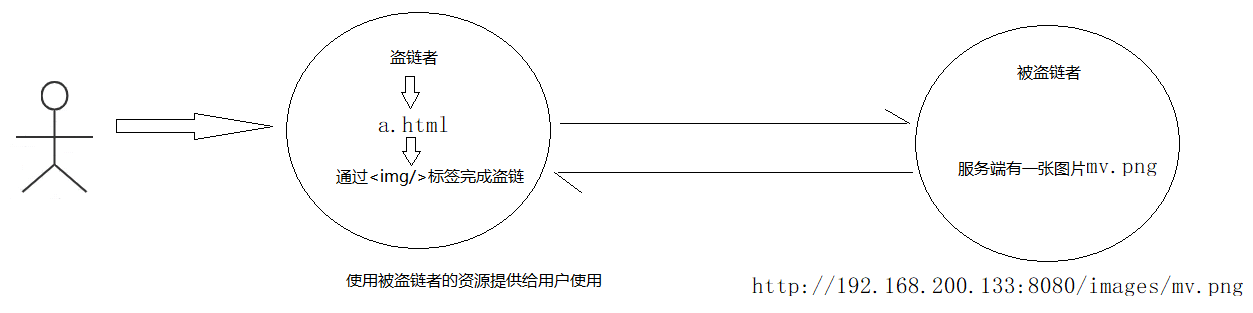 盗链者
a.html
通过<img/>标签完成盗链
使用被盗链者的资源提供给用户使用
被盗链者
服务端有一张图片mv.png
http://192.168.200.133:8080/images/mv.png